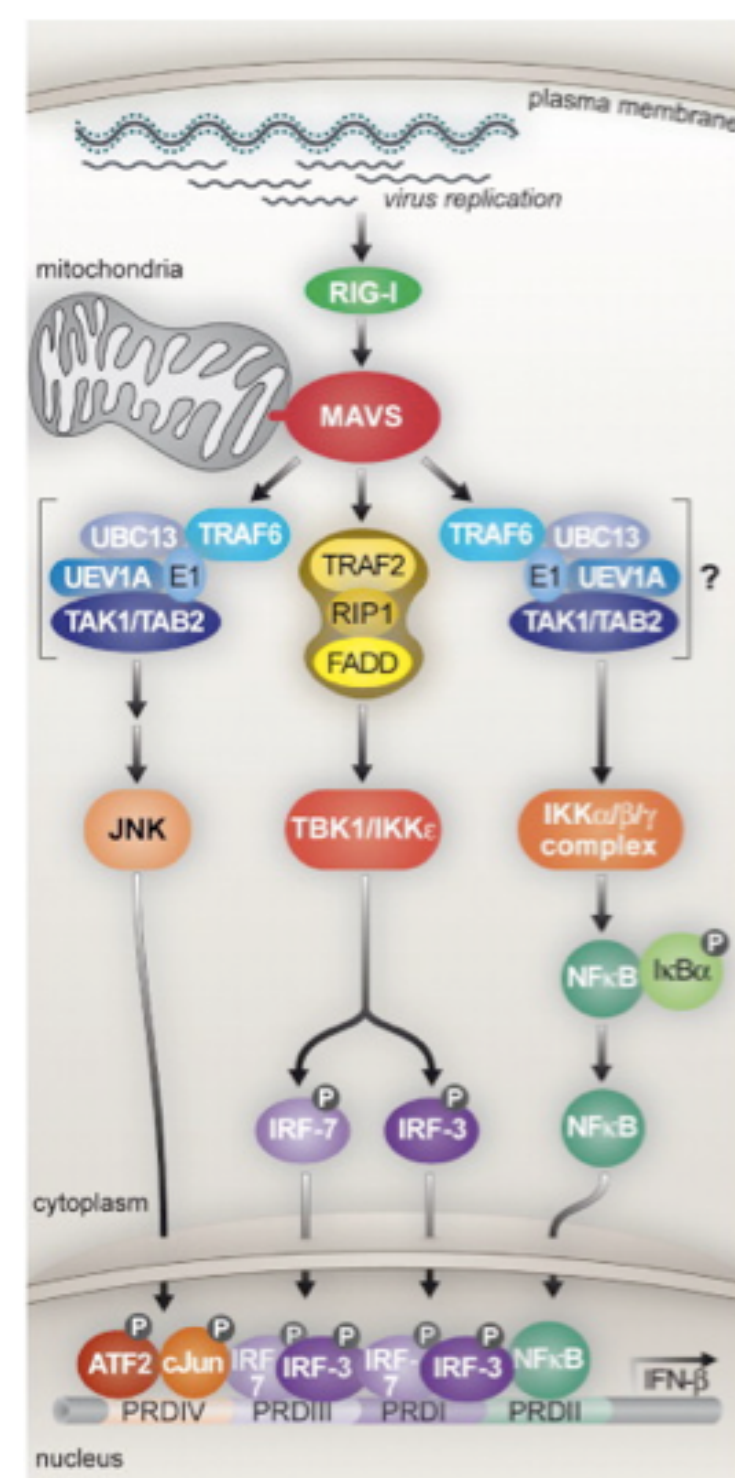 plasma membrane
virus replication
mitochondria
RIG-I
MAVS
UBC13 TRAF6
UEV1A E1
TAK1/TAB2
TRAF2
RIP1
FADD
TRAF6 UBC13
E1 UEV1A
TAK1/TAB2
?
JNK
TBK1/IKKε
IKKα/β/γ
complex
NFκB IκBα P
IRF-7 P
IRF-3 P
NFκB
cytoplasm
P P P P P P
ATF2 cJun IRF-7 IRF-3 IRF-7 IRF-3 NFκB
IFN-β
PRDIV PRDIII PRDI PRDII
nucleus